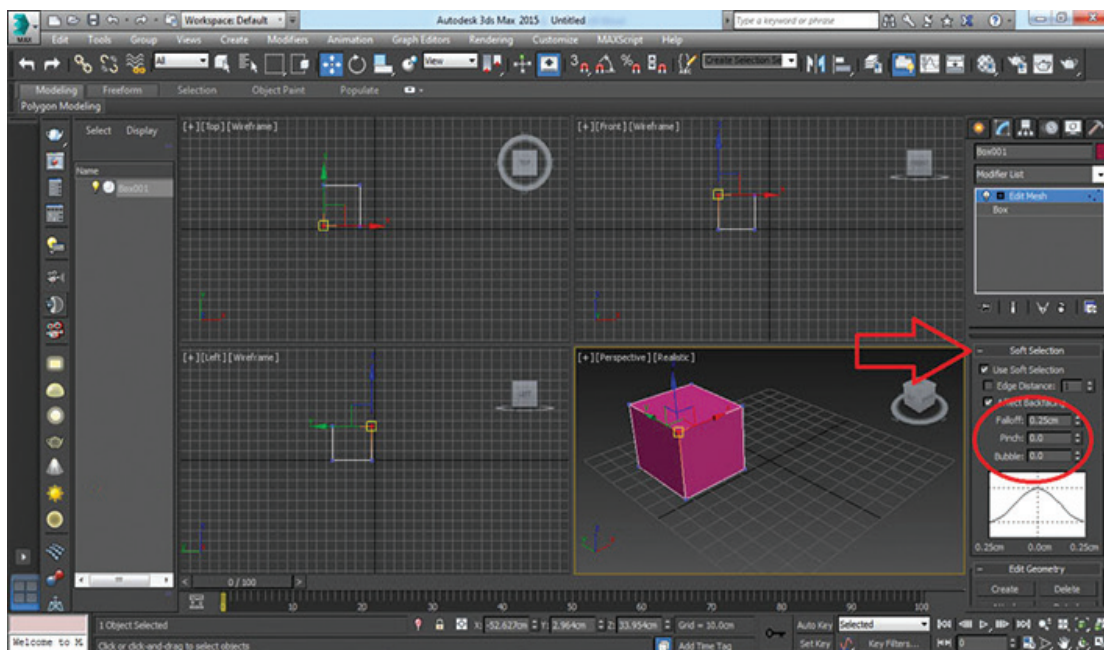 Workspace: Default
Autodesk 3ds Max 2015 Untitled
Type a keyword or phrase
MAX
Edit Tools Group Views Create Modifiers Animation Graph Editors Rendering Customize MAXScript Help
All
View
Create Selection Se
Modeling Freeform Selection Object Paint Populate
Polygon Modeling
Select Display
Name
Box001
[+][Top][Wireframe]
TOP
[+][Front][Wireframe]
[+][Left][Wireframe]
LEFT
[+][Perspective][Realistic]
Box001
Modifier List
Edit Mesh
Box
Soft Selection
Use Soft Selection
Edge Distance: 1
Affect Backfacing
Falloff: 0.25cm
Pinch: 0.0
Bubble: 0.0
0.25cm 0.0cm 0.25cm
Edit Geometry
Create Delete
0 / 100
0 10 20 30 40 50 60 70 80 90 100
1 Object Selected
X: -52.627cm Y: 2.964cm Z: 33.954cm Grid = 10.0cm
Auto Key Selected
Welcome to M
Click or click-and-drag to select objects
Add Time Tag
Set Key Key Filters... 0